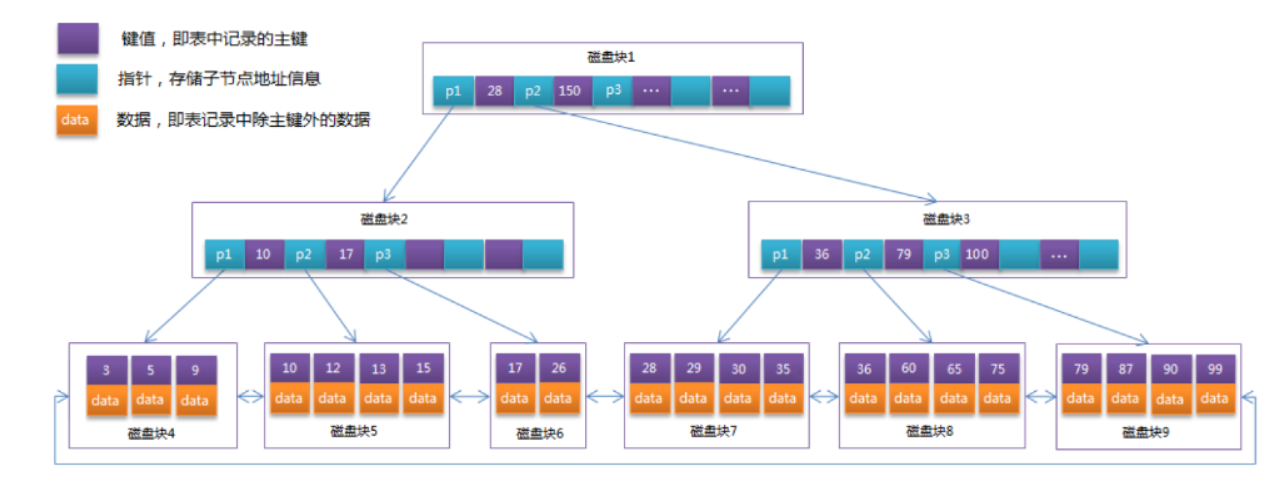 键值，即表中记录的主键
指针，存储子节点地址信息
data 数据，即表记录中除主键外的数据
磁盘块1
p1 28 p2 150 p3 ... ...
磁盘块2
p1 10 p2 17 p3
磁盘块3
p1 36 p2 79 p3 100 ...
3 5 9
data data data
磁盘块4
10 12 13 15
data data data data
磁盘块5
17 26
data data
磁盘块6
28 29 30 35
data data data data
磁盘块7
36 60 65 75
data data data data
磁盘块8
79 87 90 99
data data data data
磁盘块9